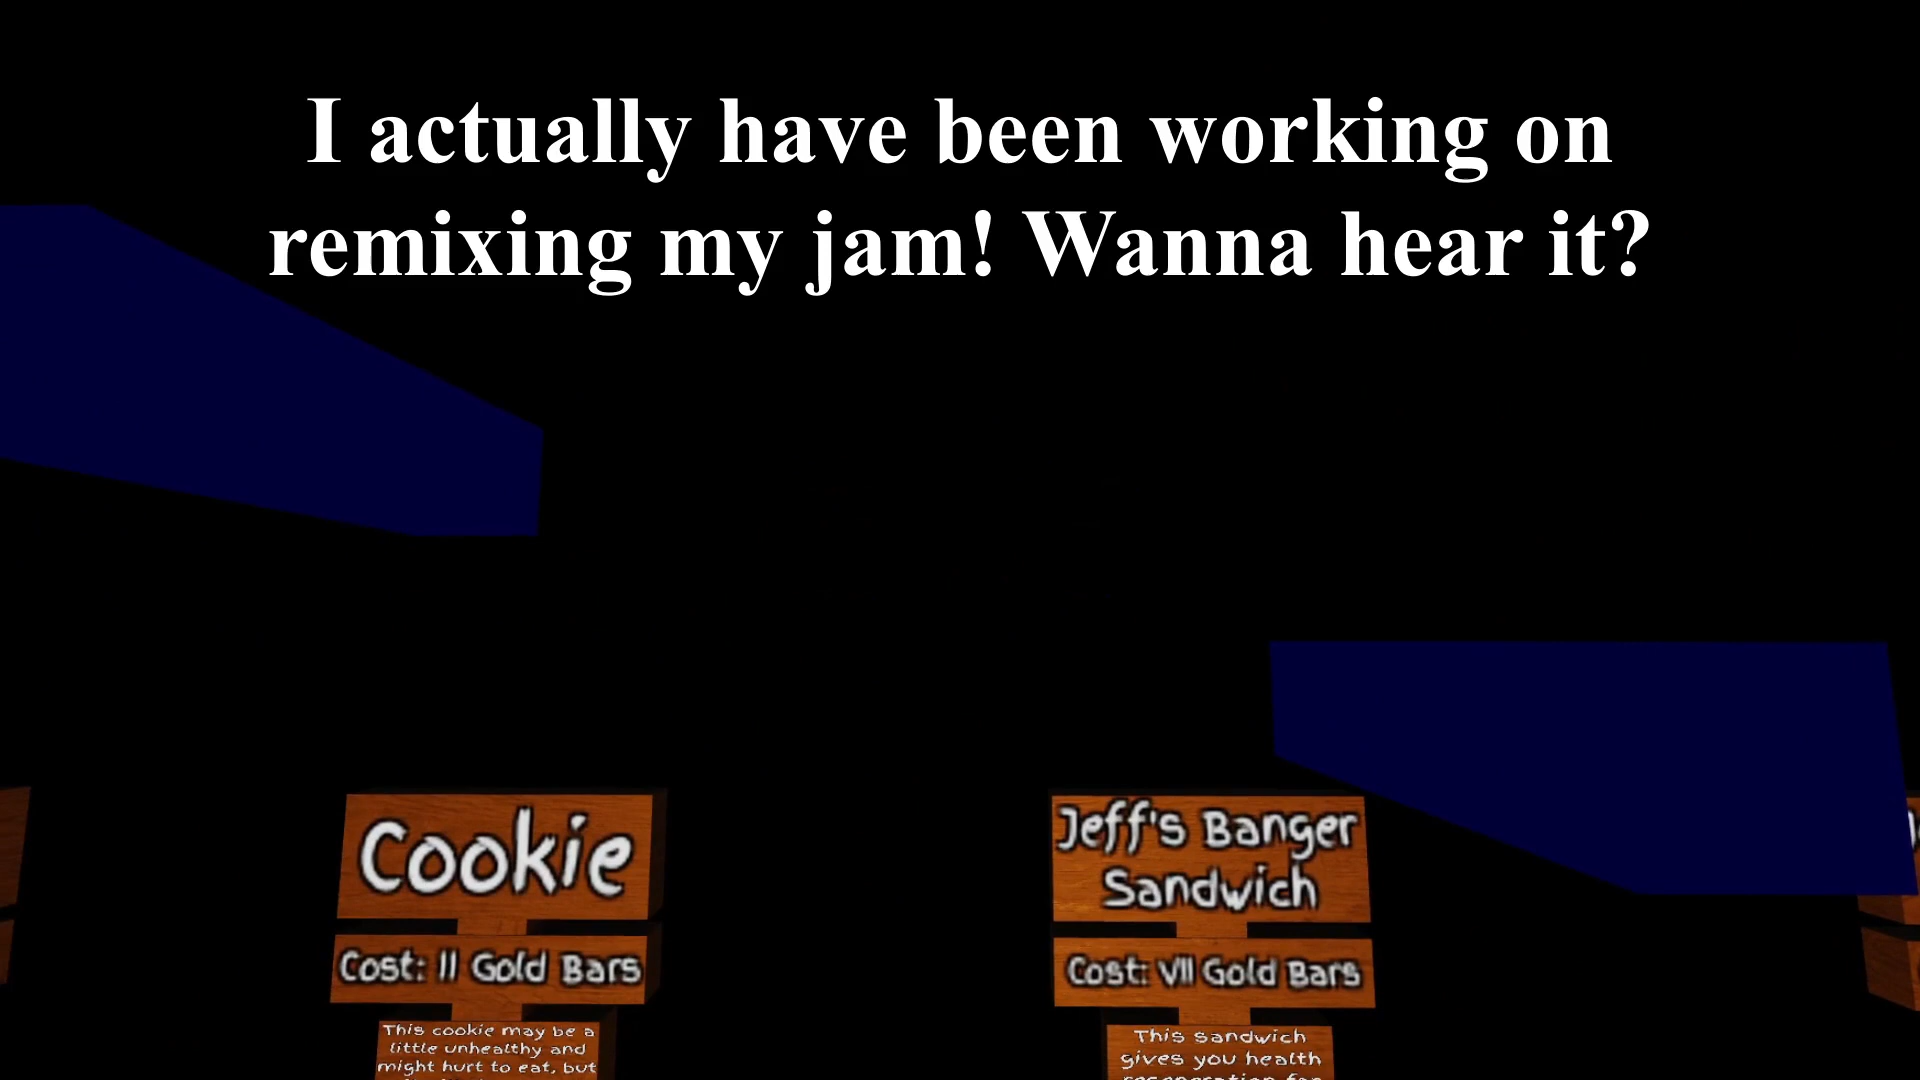 I actually have been working on
remixing my jam! Wanna hear it?
Cookie
Cost: II Gold Bars
This cookie may be a
little unhealthy and
might hurt to eat, but
Jeff's Banger
Sandwich
Cost: VII Gold Bars
This sandwich
gives you health